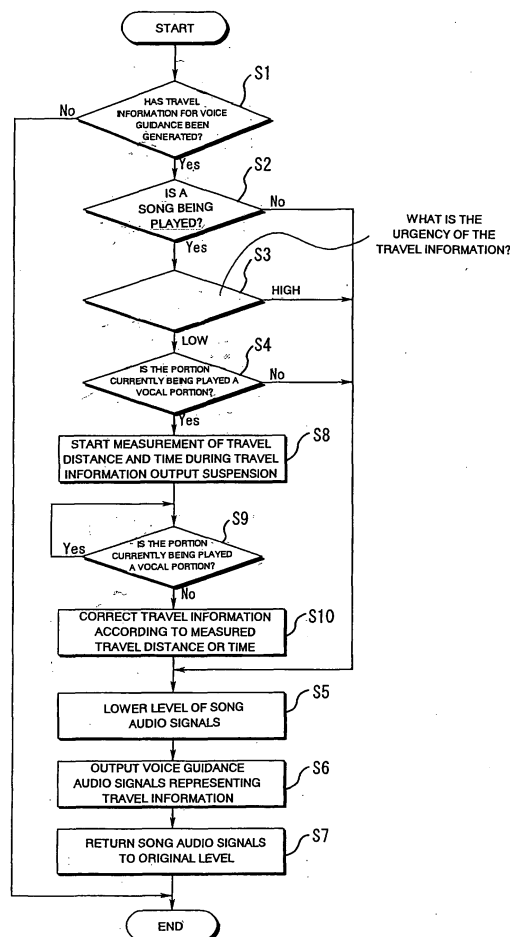 START
S1
No
HAS TRAVEL
INFORMATION FOR VOICE
GUIDANCE BEEN
GENERATED?
Yes
S2
IS A
SONG BEING
PLAYED?
No
Yes
WHAT IS THE
URGENCY OF THE
TRAVEL INFORMATION?
S3
HIGH
LOW
S4
IS THE PORTION
CURRENTLY BEING PLAYED A
VOCAL PORTION?
No
Yes
START MEASUREMENT OF TRAVEL
DISTANCE AND TIME DURING TRAVEL
INFORMATION OUTPUT SUSPENSION
S8
S9
Yes
IS THE PORTION
CURRENTLY BEING PLAYED
A VOCAL PORTION?
No
CORRECT TRAVEL INFORMATION
ACCORDING TO MEASURED
TRAVEL DISTANCE OR TIME
S10
LOWER LEVEL OF SONG
AUDIO SIGNALS
S5
OUTPUT VOICE GUIDANCE
AUDIO SIGNALS REPRESENTING
TRAVEL INFORMATION
S6
RETURN SONG AUDIO SIGNALS
TO ORIGINAL LEVEL
S7
END